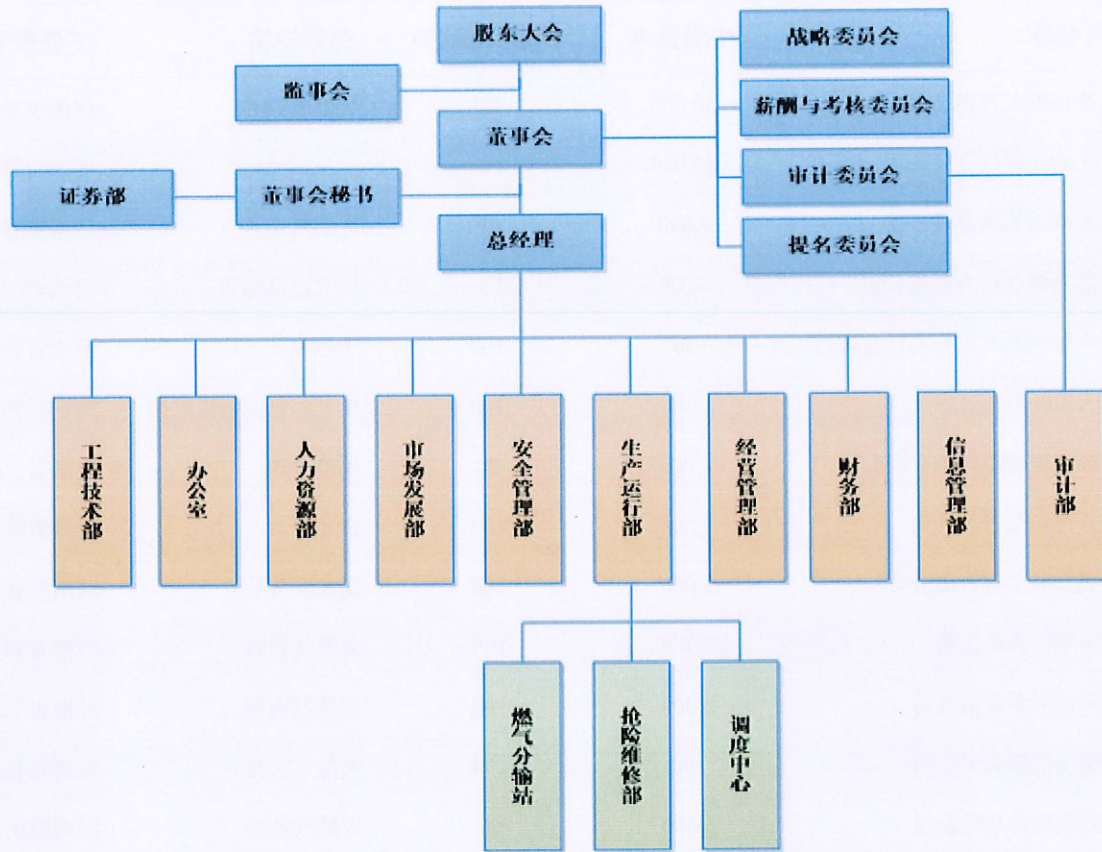 股东大会
战略委员会
监事会
薪酬与考核委员会
董事会
审计委员会
证券部
董事会秘书
总经理
提名委员会
工程技术部
办公室
人力资源部
市场发展部
安全管理部
生产运行部
经营管理部
财务部
信息管理部
审计部
燃气分输站
抢险维修部
调度中心